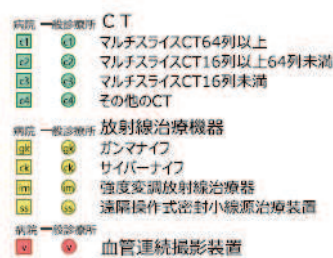 病院 一般診療所 CT
c1 c1 マルチスライスCT64列以上
c2 c2 マルチスライスCT16列以上64列未満
c3 c3 マルチスライスCT16列未満
c4 c4 その他のCT
病院 一般診療所 放射線治療機器
gk gk ガンマナイフ
ck ck サイバーナイフ
im im 強度変調放射線治療器
ss ss 遠隔操作式密封小線源治療装置
病院 一般診療所
v v 血管連続撮影装置